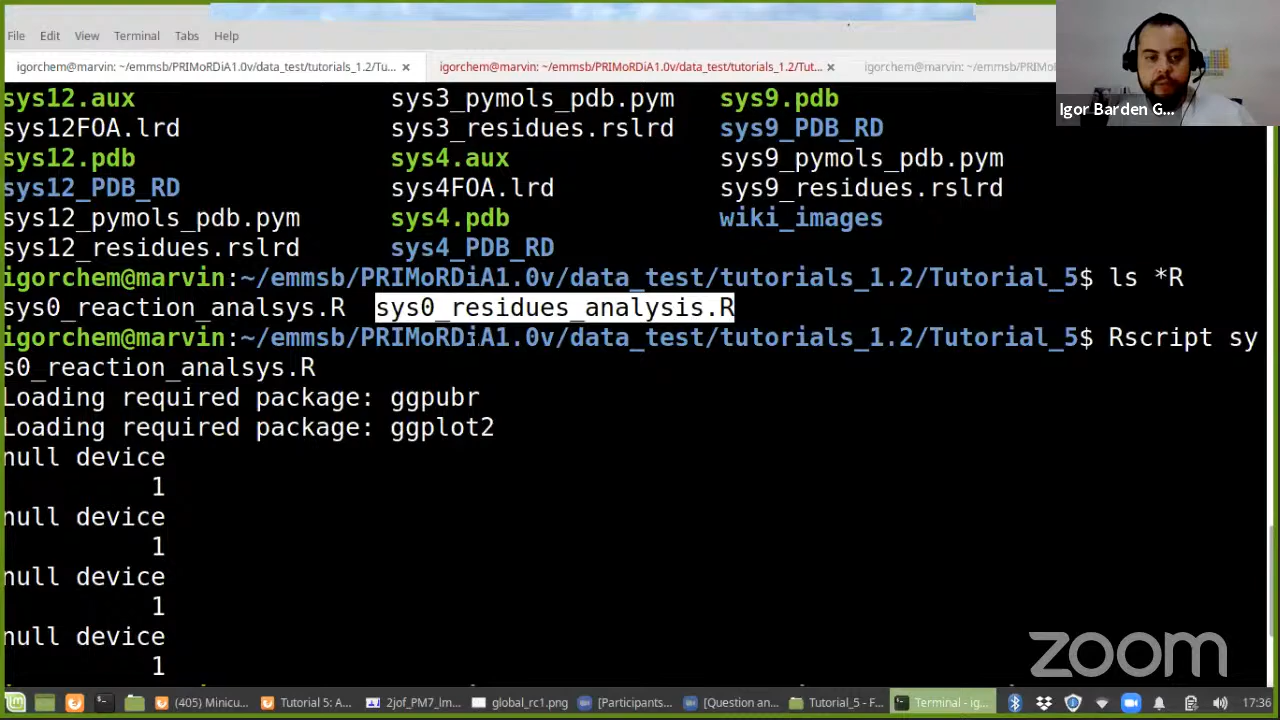 File Edit View Terminal Tabs Help
igorchem@marvin: ~/emmsb/PRIMoRDiA1.0v/data_test/tutorials_1.2/Tu... × igorchem@marvin: ~/emmsb/PRIMoRDiA1.0v/data_test/tutorials_1.2/Tut... × igorchem@marvin: ~/emmsb/PRIMoRD
Igor Barden G...
sys12.aux sys3_pymols_pdb.pym sys9.pdb
sys12FOA.lrd sys3_residues.rslrd sys9_PDB_RD
sys12.pdb sys4.aux sys9_pymols_pdb.pym
sys12_PDB_RD sys4FOA.lrd sys9_residues.rslrd
sys12_pymols_pdb.pym sys4.pdb wiki_images
sys12_residues.rslrd sys4_PDB_RD
igorchem@marvin:~/emmsb/PRIMoRDiA1.0v/data_test/tutorials_1.2/Tutorial_5$ ls *R
sys0_reaction_analsys.R sys0_residues_analysis.R
igorchem@marvin:~/emmsb/PRIMoRDiA1.0v/data_test/tutorials_1.2/Tutorial_5$ Rscript sy
s0_reaction_analsys.R
Loading required package: ggpubr
Loading required package: ggplot2
null device
1
null device
1
null device
1
null device
1
zoom
(405) Minicu... Tutorial 5: A... 2jof_PM7_lm... global_rc1.png [Participants... [Question an... Tutorial_5 - F... Terminal - ig... 17:36